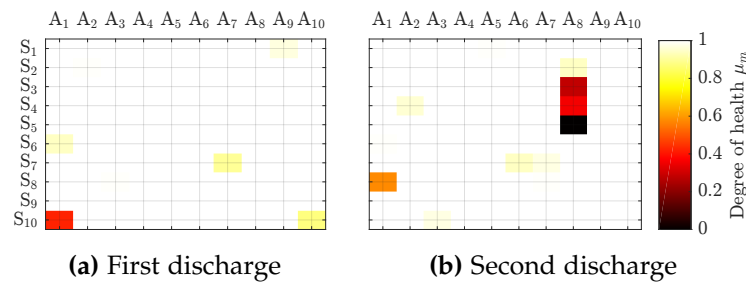 A₁ A₂ A₃ A₄ A₅ A₆ A₇ A₈ A₉ A₁₀
S₁
S₂
S₃
S₄
S₅
S₆
S₇
S₈
S₉
S₁₀
(a) First discharge
A₁ A₂ A₃ A₄ A₅ A₆ A₇ A₈ A₉ A₁₀
(b) Second discharge
1
0.8
0.6
0.4
0.2
0
Degree of health μₘ